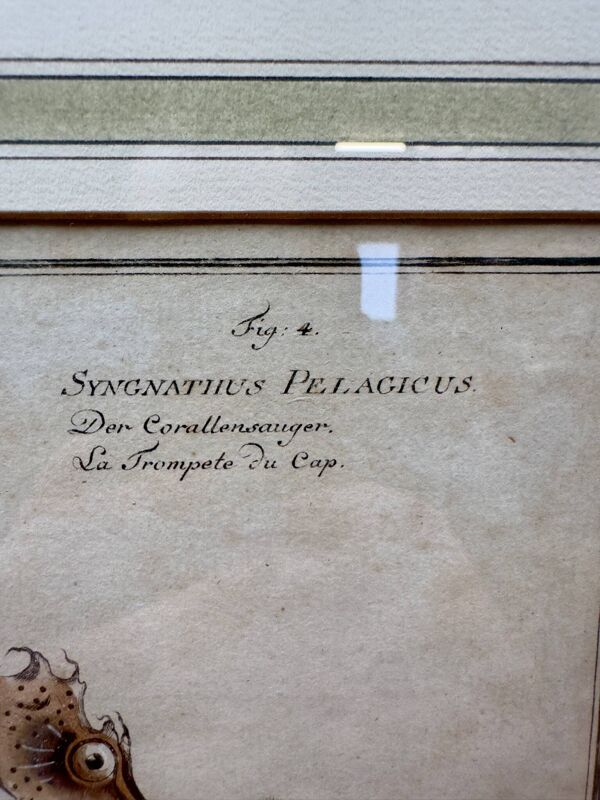 Fig: 4.
SYNGNATHUS PELAGICUS.
Der Corallensauger.
La Trompete du Cap.